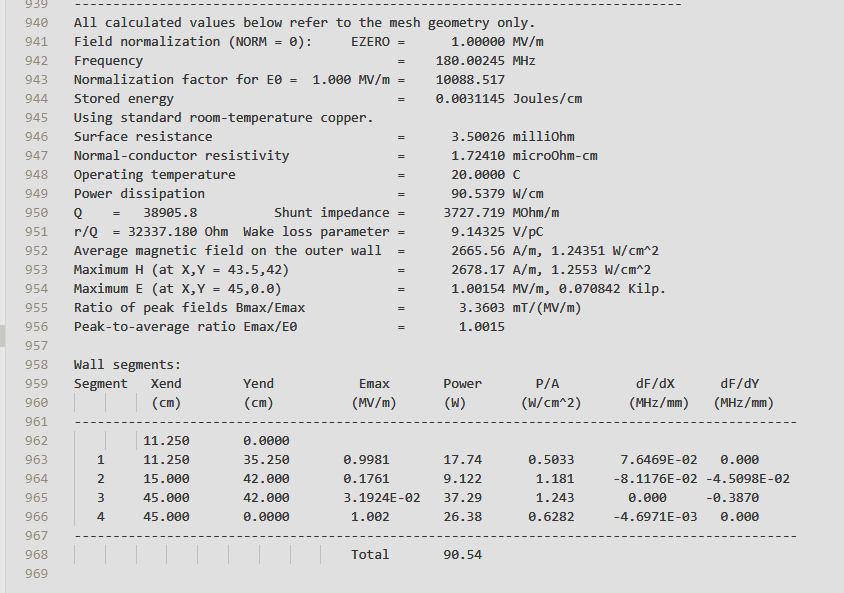 939 -------------------------------------------------------------------------------
940 All calculated values below refer to the mesh geometry only.
941 Field normalization (NORM = 0):     EZERO =      1.00000 MV/m
942 Frequency                                 =    180.00245 MHz
943 Normalization factor for E0 =  1.000 MV/m =    10088.517
944 Stored energy                             =    0.0031145 Joules/cm
945 Using standard room-temperature copper.
946 Surface resistance                        =      3.50026 milliOhm
947 Normal-conductor resistivity              =      1.72410 microOhm-cm
948 Operating temperature                     =      20.0000 C
949 Power dissipation                         =      90.5379 W/cm
950 Q    =   38905.8          Shunt impedance =     3727.719 MOhm/m
951 r/Q  = 32337.180 Ohm  Wake loss parameter =      9.14325 V/pC
952 Average magnetic field on the outer wall  =      2665.56 A/m, 1.24351 W/cm^2
953 Maximum H (at X,Y = 43.5,42)              =      2678.17 A/m, 1.2553 W/cm^2
954 Maximum E (at X,Y = 45,0.0)               =      1.00154 MV/m, 0.070842 Kilp.
955 Ratio of peak fields Bmax/Emax            =       3.3603 mT/(MV/m)
956 Peak-to-average ratio Emax/E0             =       1.0015
957
958 Wall segments:
959 Segment   Xend        Yend           Emax       Power       P/A          dF/dX      dF/dY
960           (cm)        (cm)          (MV/m)      (W)       (W/cm^2)      (MHz/mm)   (MHz/mm)
961 ----------------------------------------------------------------------------------------------
962          11.250       0.0000
963    1     11.250       35.250       0.9981       17.74      0.5033      7.6469E-02   0.000
964    2     15.000       42.000       0.1761       9.122       1.181     -8.1176E-02 -4.5098E-02
965    3     45.000       42.000       3.1924E-02   37.29       1.243       0.000     -0.3870
966    4     45.000       0.0000        1.002       26.38      0.6282     -4.6971E-03   0.000
967 ----------------------------------------------------------------------------------------------
968                                     Total       90.54
969